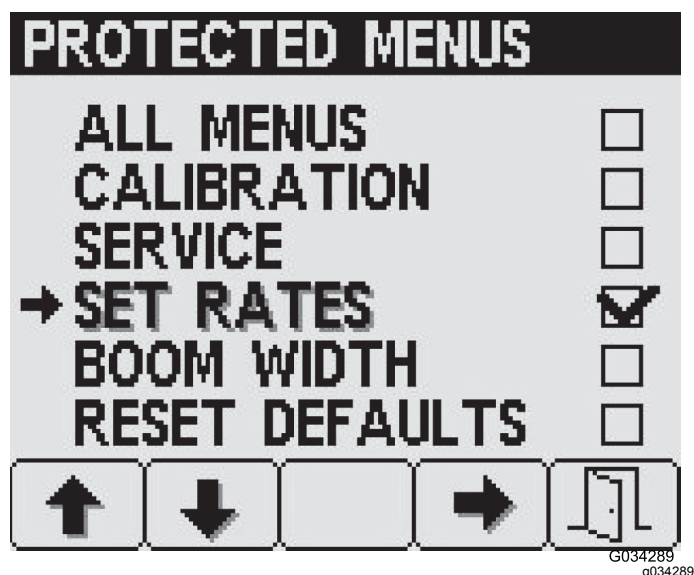 PROTECTED MENUS
ALL MENUS
CALIBRATION
SERVICE
SET RATES
BOOM WIDTH
RESET DEFAULTS
G034289
g034289